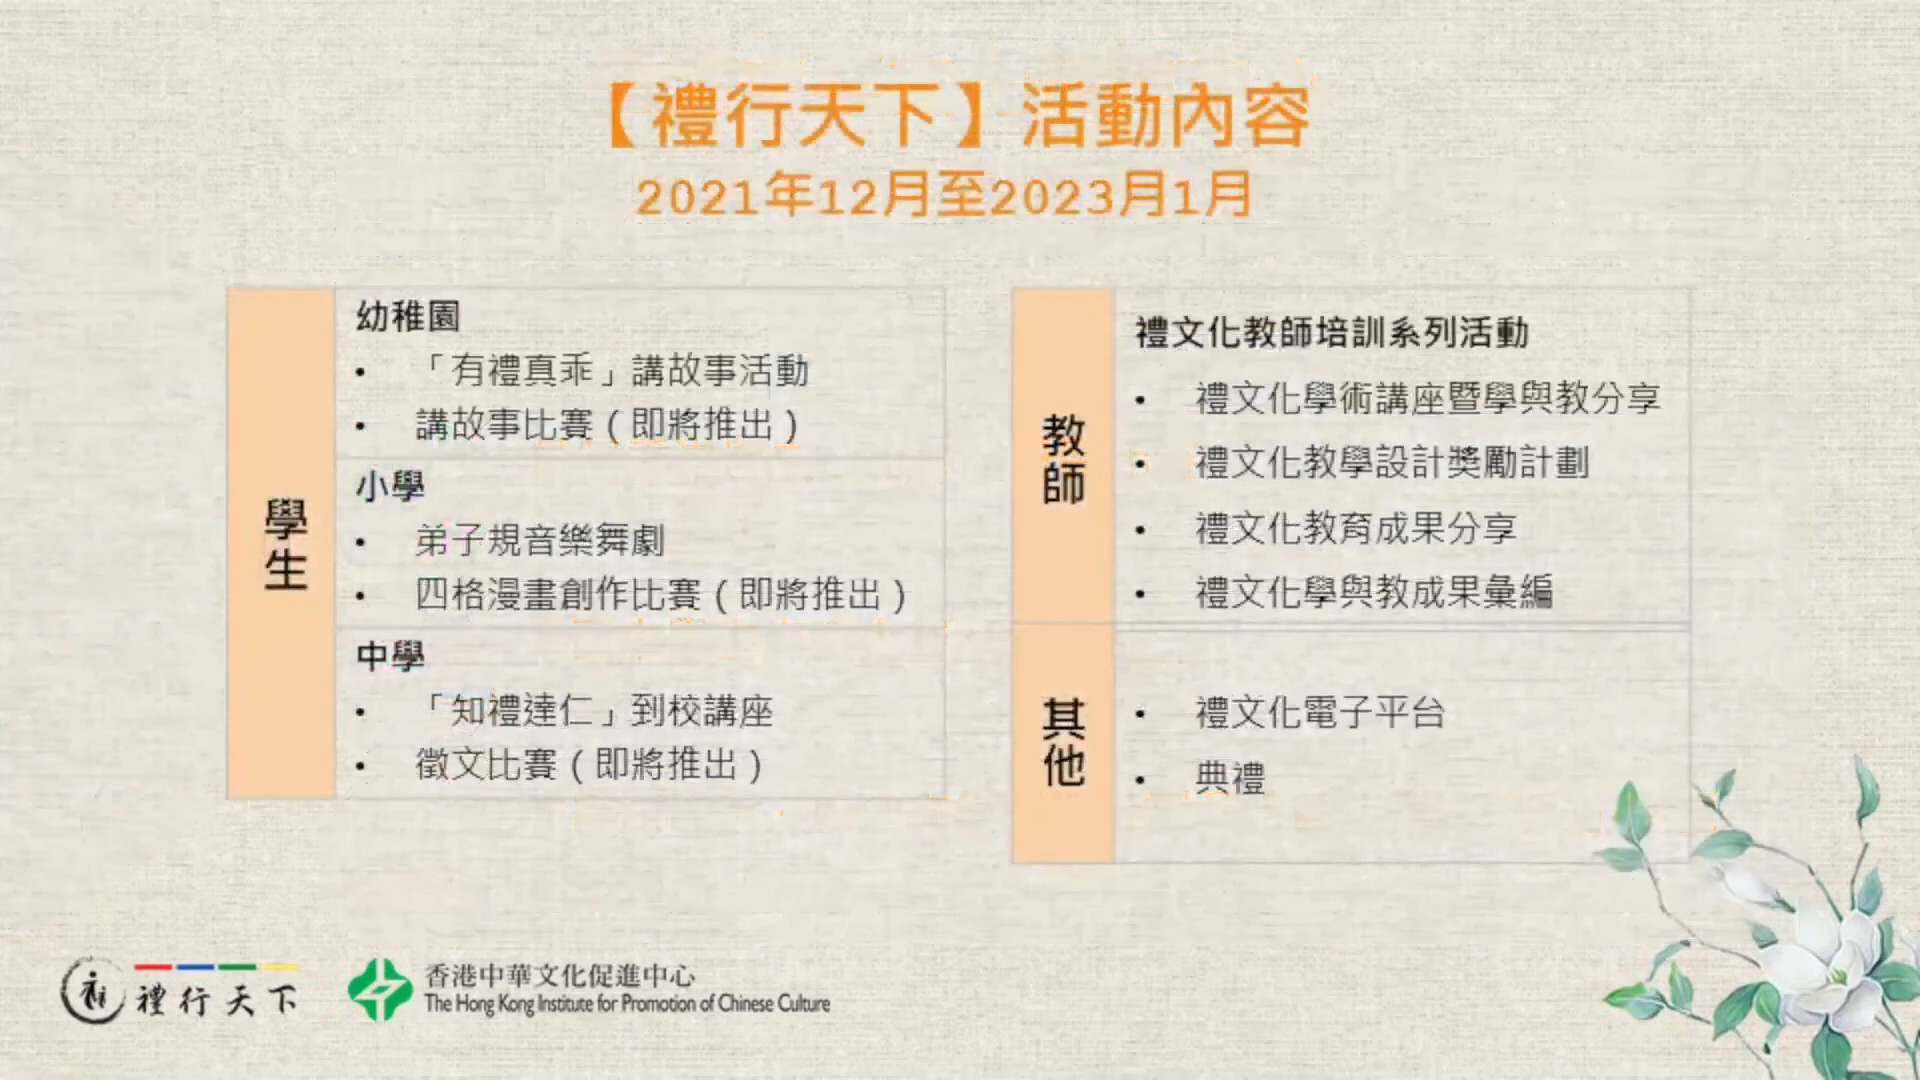 【禮行天下】活動內容
2021年12月至2023月1月
學生
幼稚園
• 「有禮真乖」講故事活動
• 講故事比賽（即將推出）
小學
• 弟子規音樂舞劇
• 四格漫畫創作比賽（即將推出）
中學
• 「知禮達仁」到校講座
• 徵文比賽（即將推出）
教師
禮文化教師培訓系列活動
• 禮文化學術講座暨學與教分享
• 禮文化教學設計獎勵計劃
• 禮文化教育成果分享
• 禮文化學與教成果彙編
其他
• 禮文化電子平台
• 典禮
禮行天下
香港中華文化促進中心
The Hong Kong Institute for Promotion of Chinese Culture